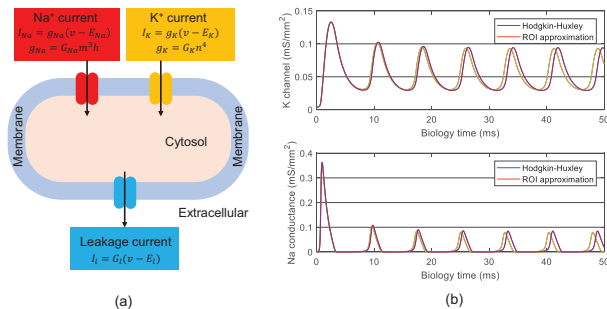 Na⁺ current
I_Na = g_Na(v − E_Na)
g_Na = G_Na m³h
K⁺ current
I_K = g_K(v − E_K)
g_K = G_K n⁴
Membrane
Cytosol
Membrane
Extracellular
Leakage current
I_l = G_l(v − E_l)
(a)
K channel (mS/mm²)
0.15
0.1
0.05
0
Hodgkin-Huxley
ROI approximation
0 10 20 30 40 50
Biology time (ms)
Na conductance (mS/mm²)
0.4
0.3
0.2
0.1
0
Hodgkin-Huxley
ROI approximation
0 10 20 30 40 50
Biology time (ms)
(b)